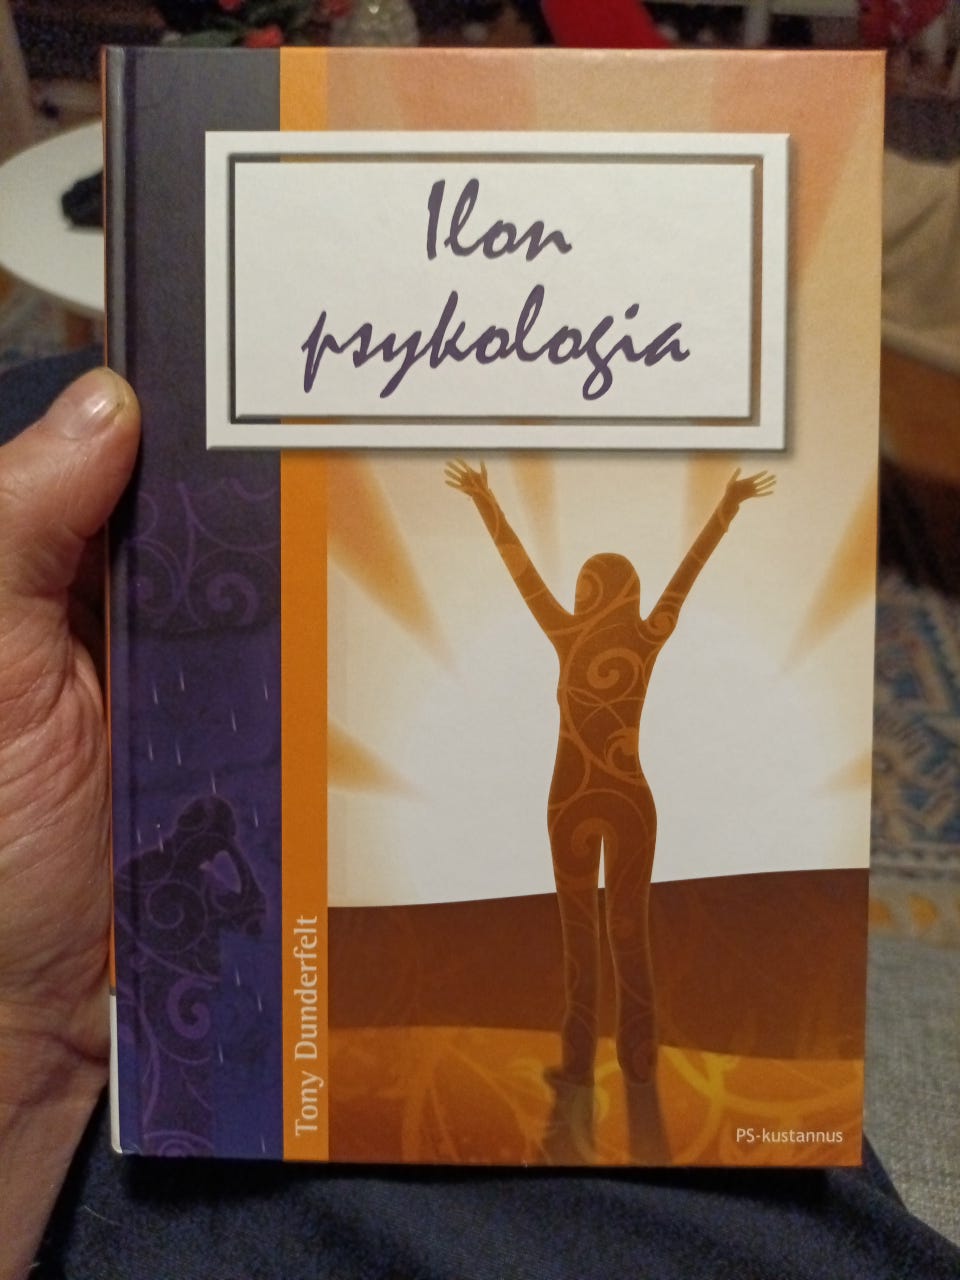 Ilon
psykologia
Tony Dunderfelt
PS-kustannus